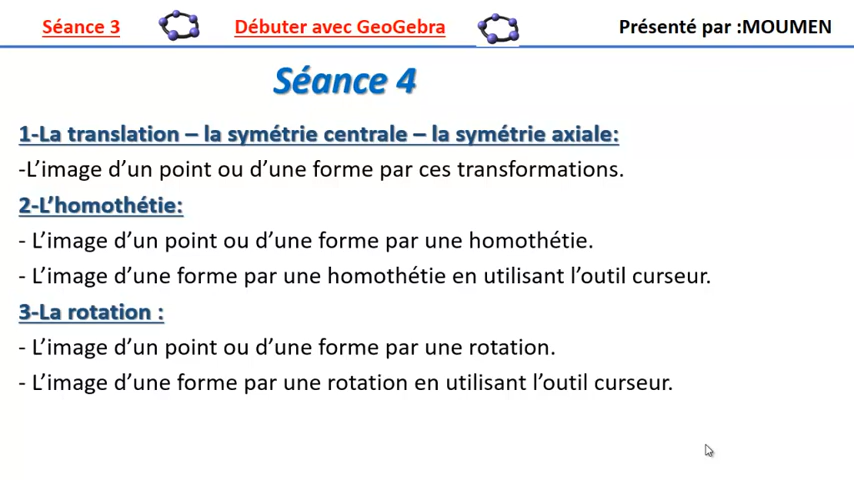 Séance 3 Débuter avec GeoGebra Présenté par :MOUMEN
Séance 4
1-La translation – la symétrie centrale – la symétrie axiale:
-L’image d’un point ou d’une forme par ces transformations.
2-L’homothétie:
- L’image d’un point ou d’une forme par une homothétie.
- L’image d’une forme par une homothétie en utilisant l’outil curseur.
3-La rotation :
- L’image d’un point ou d’une forme par une rotation.
- L’image d’une forme par une rotation en utilisant l’outil curseur.